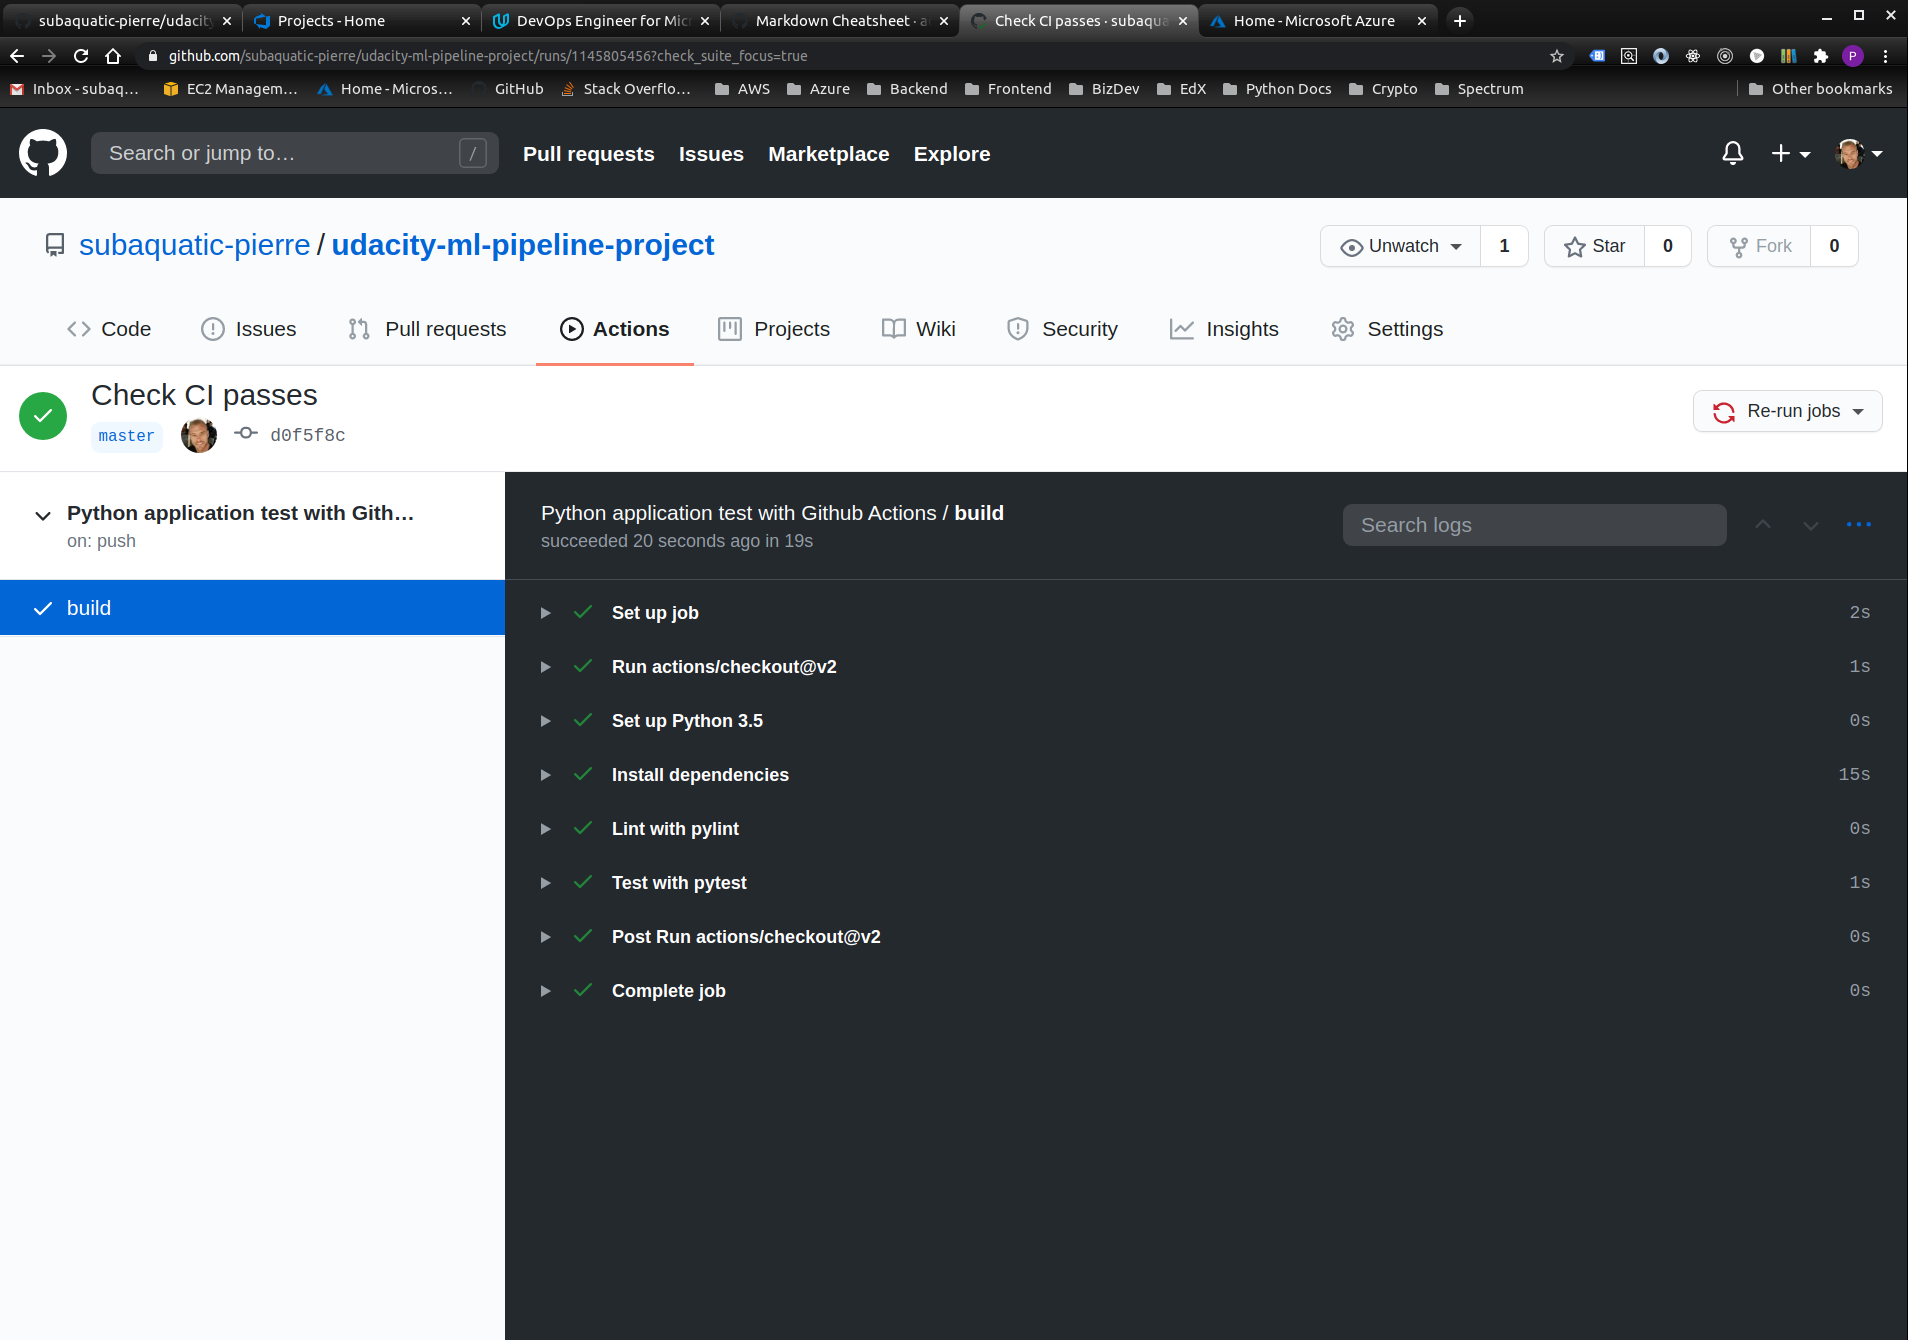 subaquatic-pierre/udacity
Projects - Home
DevOps Engineer for Mic
Markdown Cheatsheet · a
Check CI passes · subaqua
Home - Microsoft Azure
github.com/subaquatic-pierre/udacity-ml-pipeline-project/runs/1145805456?check_suite_focus=true
P
Inbox - subaq...
EC2 Managem...
Home - Micros...
GitHub
Stack Overflo...
AWS
Azure
Backend
Frontend
BizDev
EdX
Python Docs
Crypto
Spectrum
Other bookmarks
Search or jump to…
/
Pull requests
Issues
Marketplace
Explore
subaquatic-pierre / udacity-ml-pipeline-project
Unwatch 1
Star 0
Fork 0
Code
Issues
Pull requests
Actions
Projects
Wiki
Security
Insights
Settings
Check CI passes
master
d0f5f8c
Re-run jobs
Python application test with Gith…
on: push
build
Python application test with Github Actions / build
succeeded 20 seconds ago in 19s
Search logs
Set up job 2s
Run actions/checkout@v2 1s
Set up Python 3.5 0s
Install dependencies 15s
Lint with pylint 0s
Test with pytest 1s
Post Run actions/checkout@v2 0s
Complete job 0s